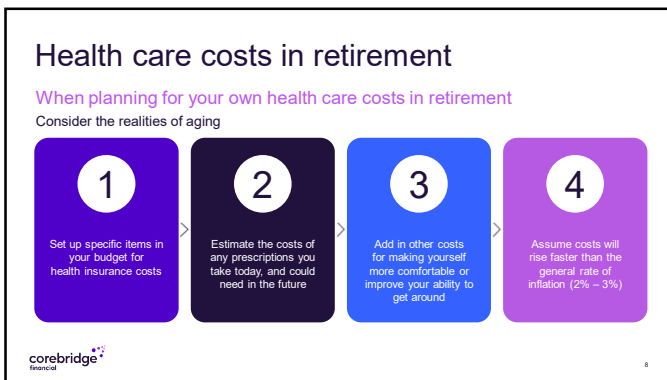 Health care costs in retirement
When planning for your own health care costs in retirement
Consider the realities of aging
1
Set up specific items in
your budget for
health insurance costs
2
Estimate the costs of
any prescriptions you
take today, and could
need in the future
3
Add in other costs
for making yourself
more comfortable or
improve your ability to
get around
4
Assume costs will
rise faster than the
general rate of
inflation (2% – 3%)
corebridge
financial
8